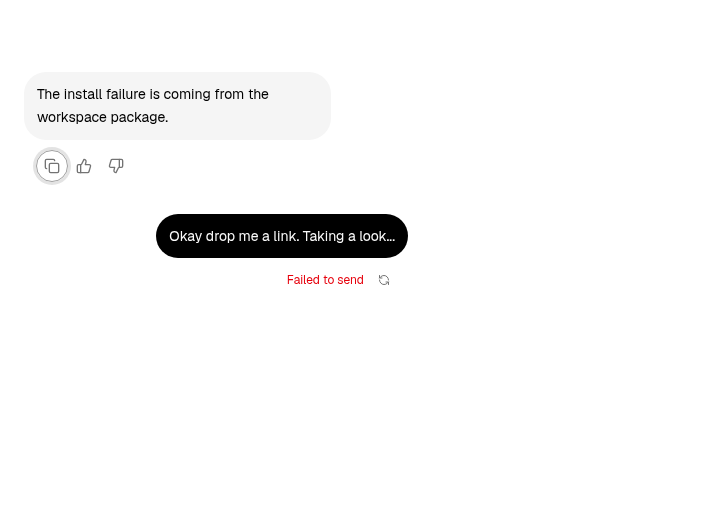 The install failure is coming from the
workspace package.
Okay drop me a link. Taking a look...
Failed to send